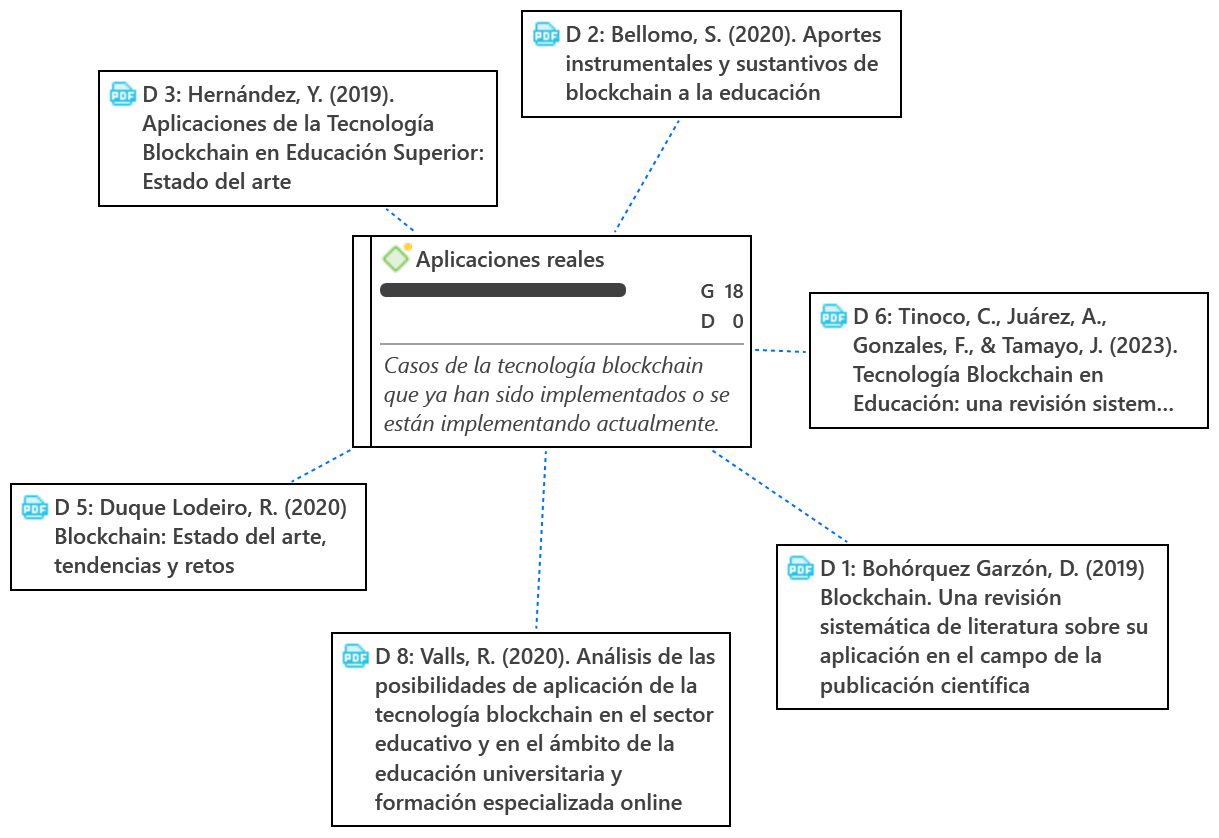 D 2: Bellomo, S. (2020). Aportes
instrumentales y sustantivos de
blockchain a la educación
D 3: Hernández, Y. (2019).
Aplicaciones de la Tecnología
Blockchain en Educación Superior:
Estado del arte
Aplicaciones reales
G 18
D 0
Casos de la tecnología blockchain
que ya han sido implementados o se
están implementando actualmente.
D 6: Tinoco, C., Juárez, A.,
Gonzales, F., & Tamayo, J. (2023).
Tecnología Blockchain en
Educación: una revisión sistem...
D 5: Duque Lodeiro, R. (2020)
Blockchain: Estado del arte,
tendencias y retos
D 1: Bohórquez Garzón, D. (2019)
Blockchain. Una revisión
sistemática de literatura sobre su
aplicación en el campo de la
publicación científica
D 8: Valls, R. (2020). Análisis de las
posibilidades de aplicación de la
tecnología blockchain en el sector
educativo y en el ámbito de la
educación universitaria y
formación especializada online